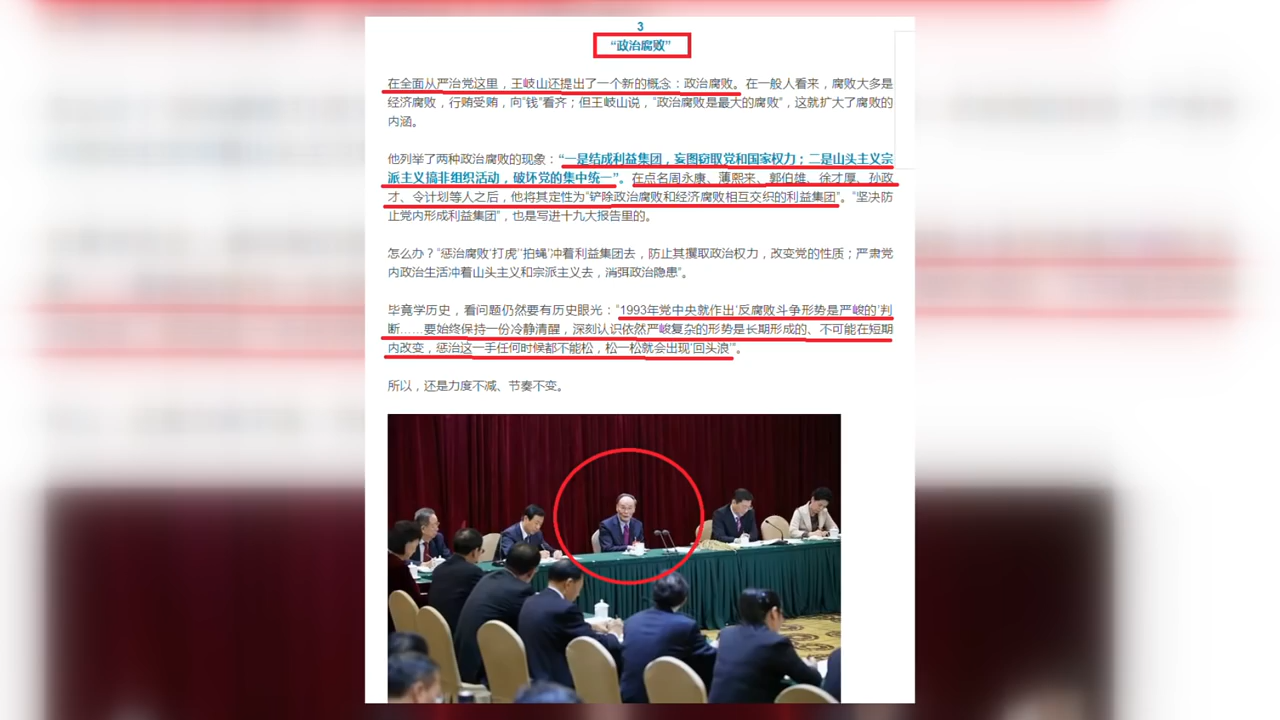 3
“政治腐败”
在全面从严治党这里，王岐山还提出了一个新的概念：政治腐败。在一般人看来，腐败大多是
经济腐败，行贿受贿，向“钱”看齐；但王岐山说，“政治腐败是最大的腐败”，这就扩大了腐败的
内涵。
他列举了两种政治腐败的现象：“一是结成利益集团，妄图窃取党和国家权力；二是山头主义宗
派主义搞非组织活动，破坏党的集中统一”。在点名周永康、薄熙来、郭伯雄、徐才厚、孙政
才、令计划等人之后，他将其定性为“铲除政治腐败和经济腐败相互交织的利益集团”。“坚决防
止党内形成利益集团”，也是写进十九大报告里的。
怎么办？“惩治腐败‘打虎’‘拍蝇’冲着利益集团去，防止其攫取政治权力，改变党的性质；严肃党
内政治生活冲着山头主义和宗派主义去，消弭政治隐患”。
毕竟学历史，看问题仍然要有历史眼光：“1993年党中央就作出‘反腐败斗争形势是严峻的’判
断……要始终保持一份冷静清醒，深刻认识依然严峻复杂的形势是长期形成的、不可能在短期
内改变，惩治这一手任何时候都不能松，松一松就会出现‘回头浪’”。
所以，还是力度不减、节奏不变。